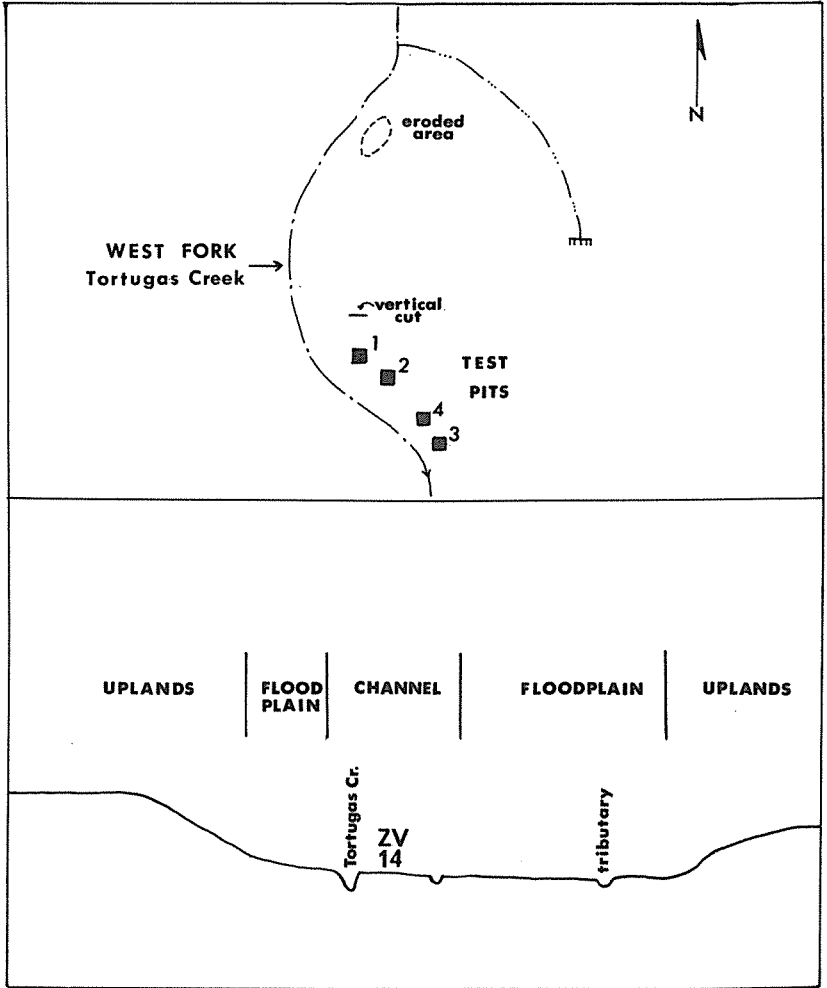 eroded
area
N
WEST FORK
Tortugas Creek
vertical
cut
1
2
TEST
PITS
4
3
UPLANDS
FLOOD
PLAIN
CHANNEL
FLOODPLAIN
UPLANDS
Tortugas Cr.
ZV
14
tributary